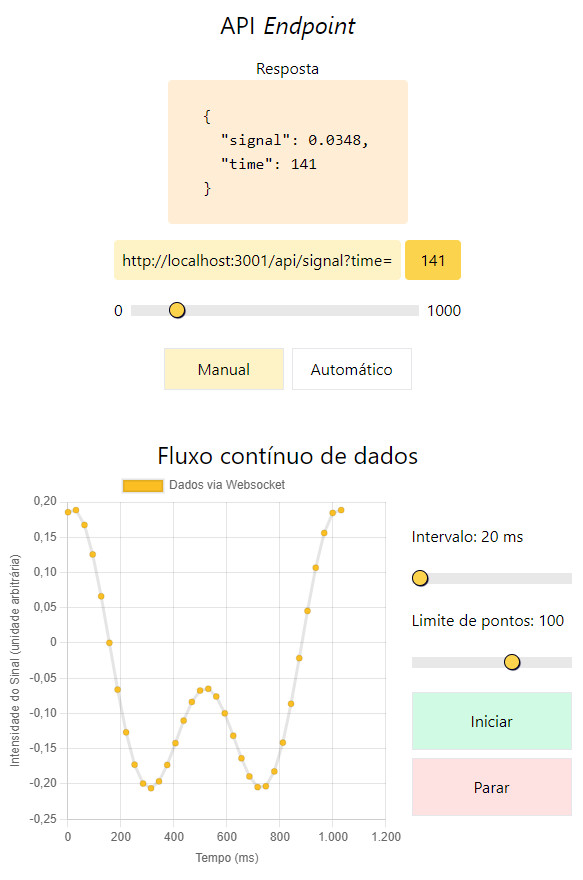 API Endpoint
Resposta
{
"signal": 0.0348,
"time": 141
}
http://localhost:3001/api/signal?time= 141
0 1000
Manual Automático
Fluxo contínuo de dados
Dados via Websocket
0,20
0,15
0,10
0,05
0
-0,05
-0,10
-0,15
-0,20
-0,25
Intensidade do Sinal (unidade arbitrária)
0 200 400 600 800 1.000 1.200
Tempo (ms)
Intervalo: 20 ms
Limite de pontos: 100
Iniciar
Parar